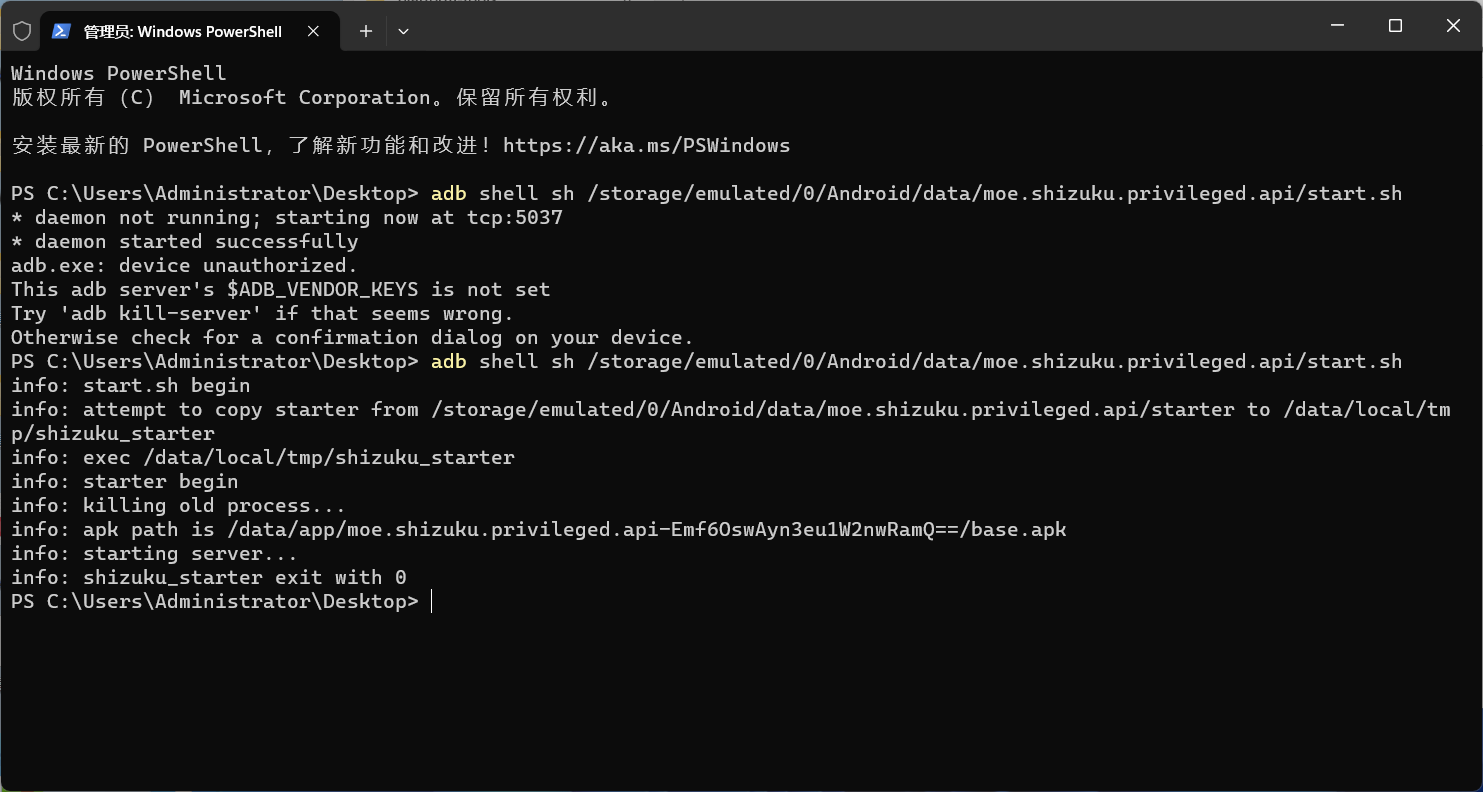 管理员: Windows PowerShell
Windows PowerShell
版权所有（C） Microsoft Corporation。保留所有权利。
安装最新的 PowerShell，了解新功能和改进！https://aka.ms/PSWindows
PS C:\Users\Administrator\Desktop> adb shell sh /storage/emulated/0/Android/data/moe.shizuku.privileged.api/start.sh
* daemon not running; starting now at tcp:5037
* daemon started successfully
adb.exe: device unauthorized.
This adb server's $ADB_VENDOR_KEYS is not set
Try 'adb kill-server' if that seems wrong.
Otherwise check for a confirmation dialog on your device.
PS C:\Users\Administrator\Desktop> adb shell sh /storage/emulated/0/Android/data/moe.shizuku.privileged.api/start.sh
info: start.sh begin
info: attempt to copy starter from /storage/emulated/0/Android/data/moe.shizuku.privileged.api/starter to /data/local/tm
p/shizuku_starter
info: exec /data/local/tmp/shizuku_starter
info: starter begin
info: killing old process...
info: apk path is /data/app/moe.shizuku.privileged.api-Emf6OswAyn3eu1W2nwRamQ==/base.apk
info: starting server...
info: shizuku_starter exit with 0
PS C:\Users\Administrator\Desktop>